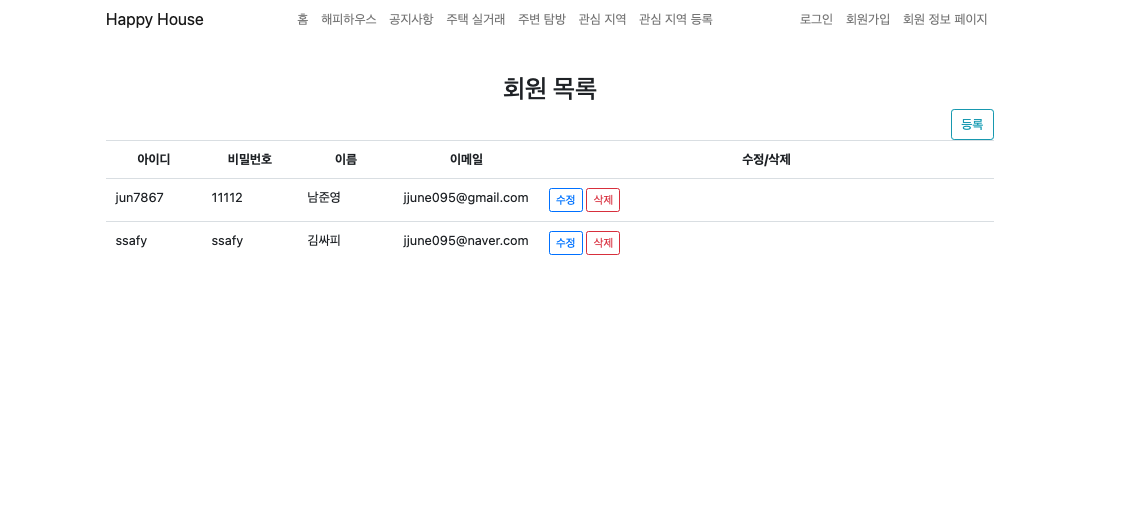 Happy House 홈 해피하우스 공지사항 주택 실거래 주변 탐방 관심 지역 관심 지역 등록 로그인 회원가입 회원 정보 페이지
회원 목록
등록
아이디 비밀번호 이름 이메일 수정/삭제
jun7867 11112 남준영 jjune095@gmail.com 수정 삭제
ssafy ssafy 김싸피 jjune095@naver.com 수정 삭제